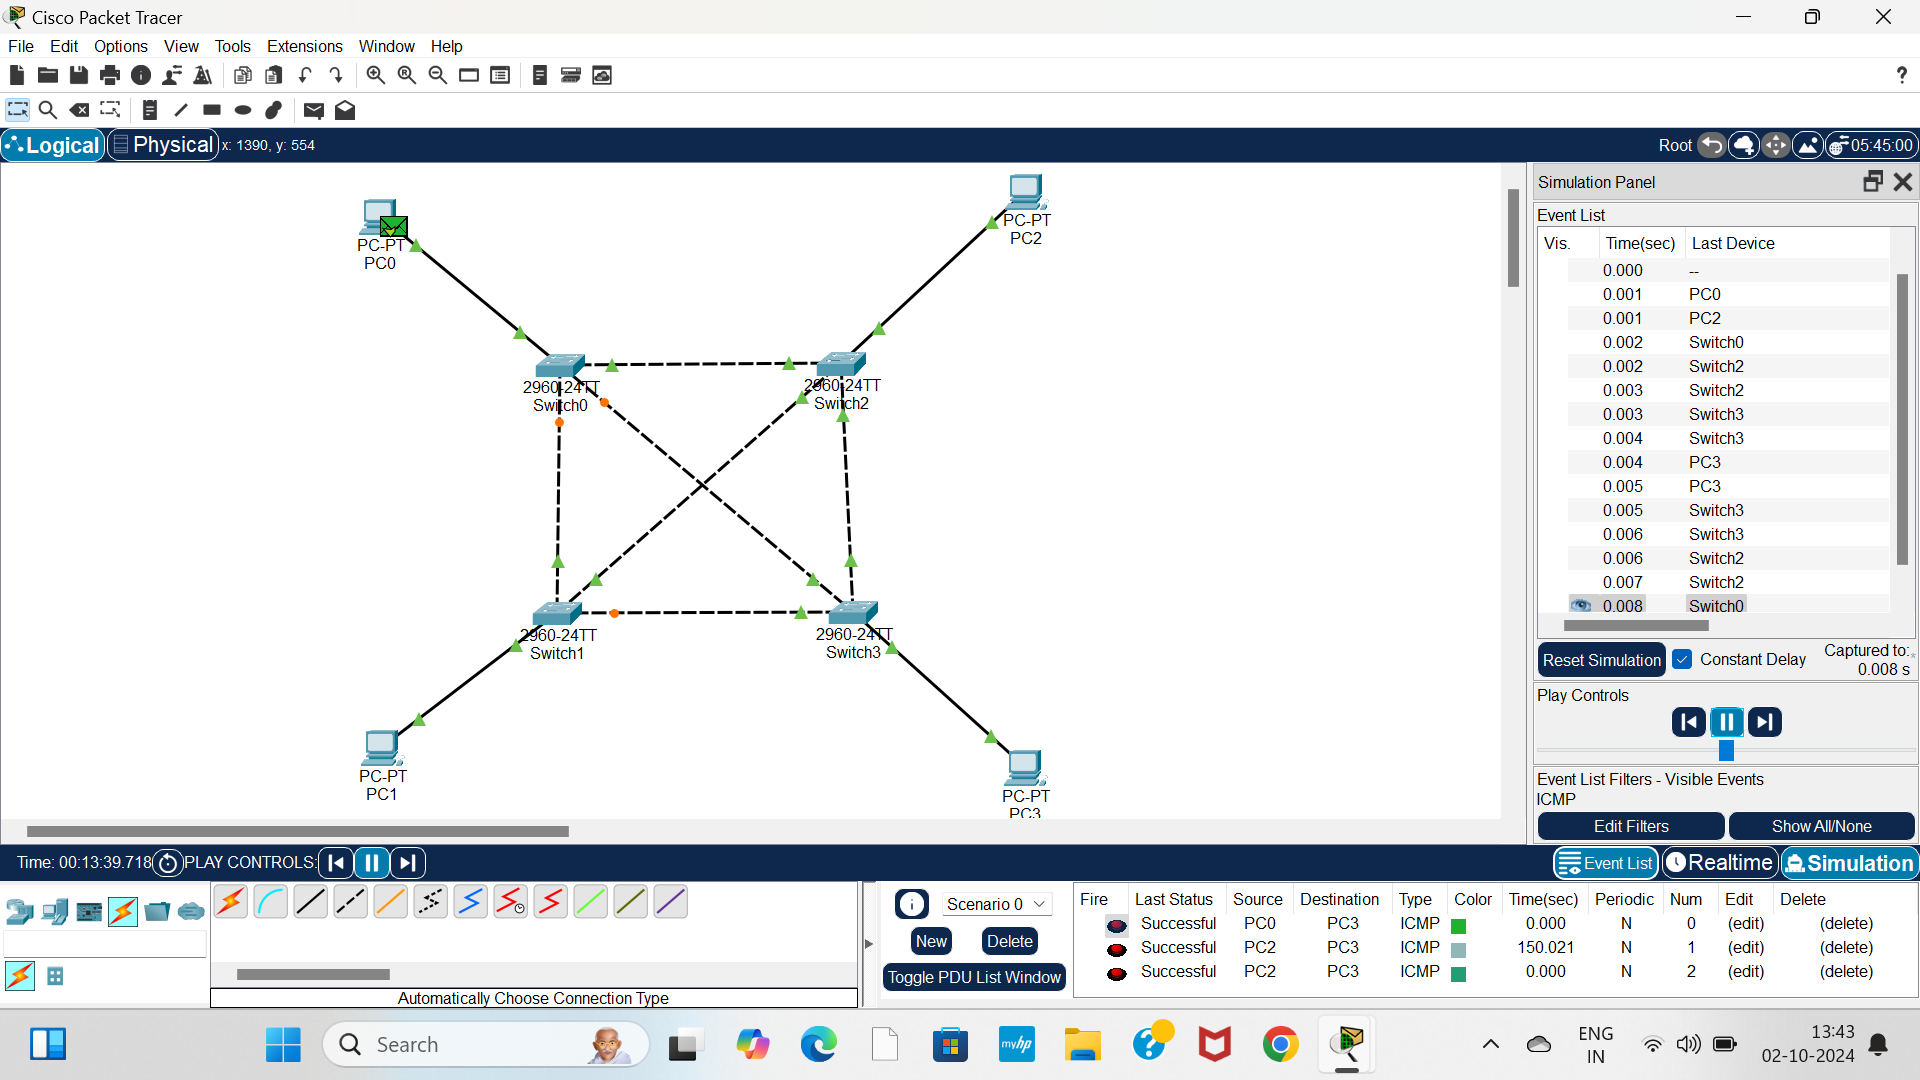 Cisco Packet Tracer
File Edit Options View Tools Extensions Window Help
Logical Physical x: 1390, y: 554 Root 05:45:00
PC-PT
PC0
PC-PT
PC2
2960-24TT
Switch0
2960-24TT
Switch2
2960-24TT
Switch1
2960-24TT
Switch3
PC-PT
PC1
PC-PT
PC3
Simulation Panel
Event List
Vis. Time(sec) Last Device
0.000 --
0.001 PC0
0.001 PC2
0.002 Switch0
0.002 Switch2
0.003 Switch2
0.003 Switch3
0.004 Switch3
0.004 PC3
0.005 PC3
0.005 Switch3
0.006 Switch3
0.006 Switch2
0.007 Switch2
0.008 Switch0
Reset Simulation Constant Delay Captured to:
0.008 s
Play Controls
Event List Filters - Visible Events
ICMP
Edit Filters Show All/None
Time: 00:13:39.718 PLAY CONTROLS: Event List Realtime Simulation
Automatically Choose Connection Type
Scenario 0
New Delete
Toggle PDU List Window
Fire Last Status Source Destination Type Color Time(sec) Periodic Num Edit Delete
Successful PC0 PC3 ICMP 0.000 N 0 (edit) (delete)
Successful PC2 PC3 ICMP 150.021 N 1 (edit) (delete)
Successful PC2 PC3 ICMP 0.000 N 2 (edit) (delete)
Search
myhp
ENG
IN
13:43
02-10-2024